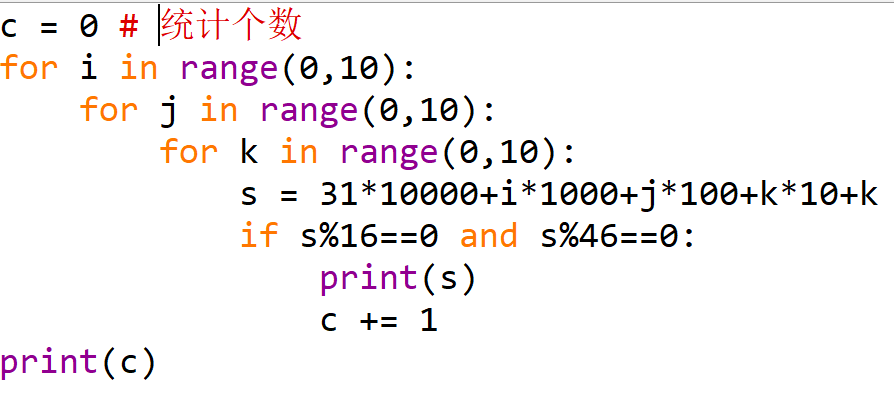 c = 0 # 统计个数
for i in range(0,10):
    for j in range(0,10):
        for k in range(0,10):
            s = 31*10000+i*1000+j*100+k*10+k
            if s%16==0 and s%46==0:
                print(s)
                c += 1
print(c)